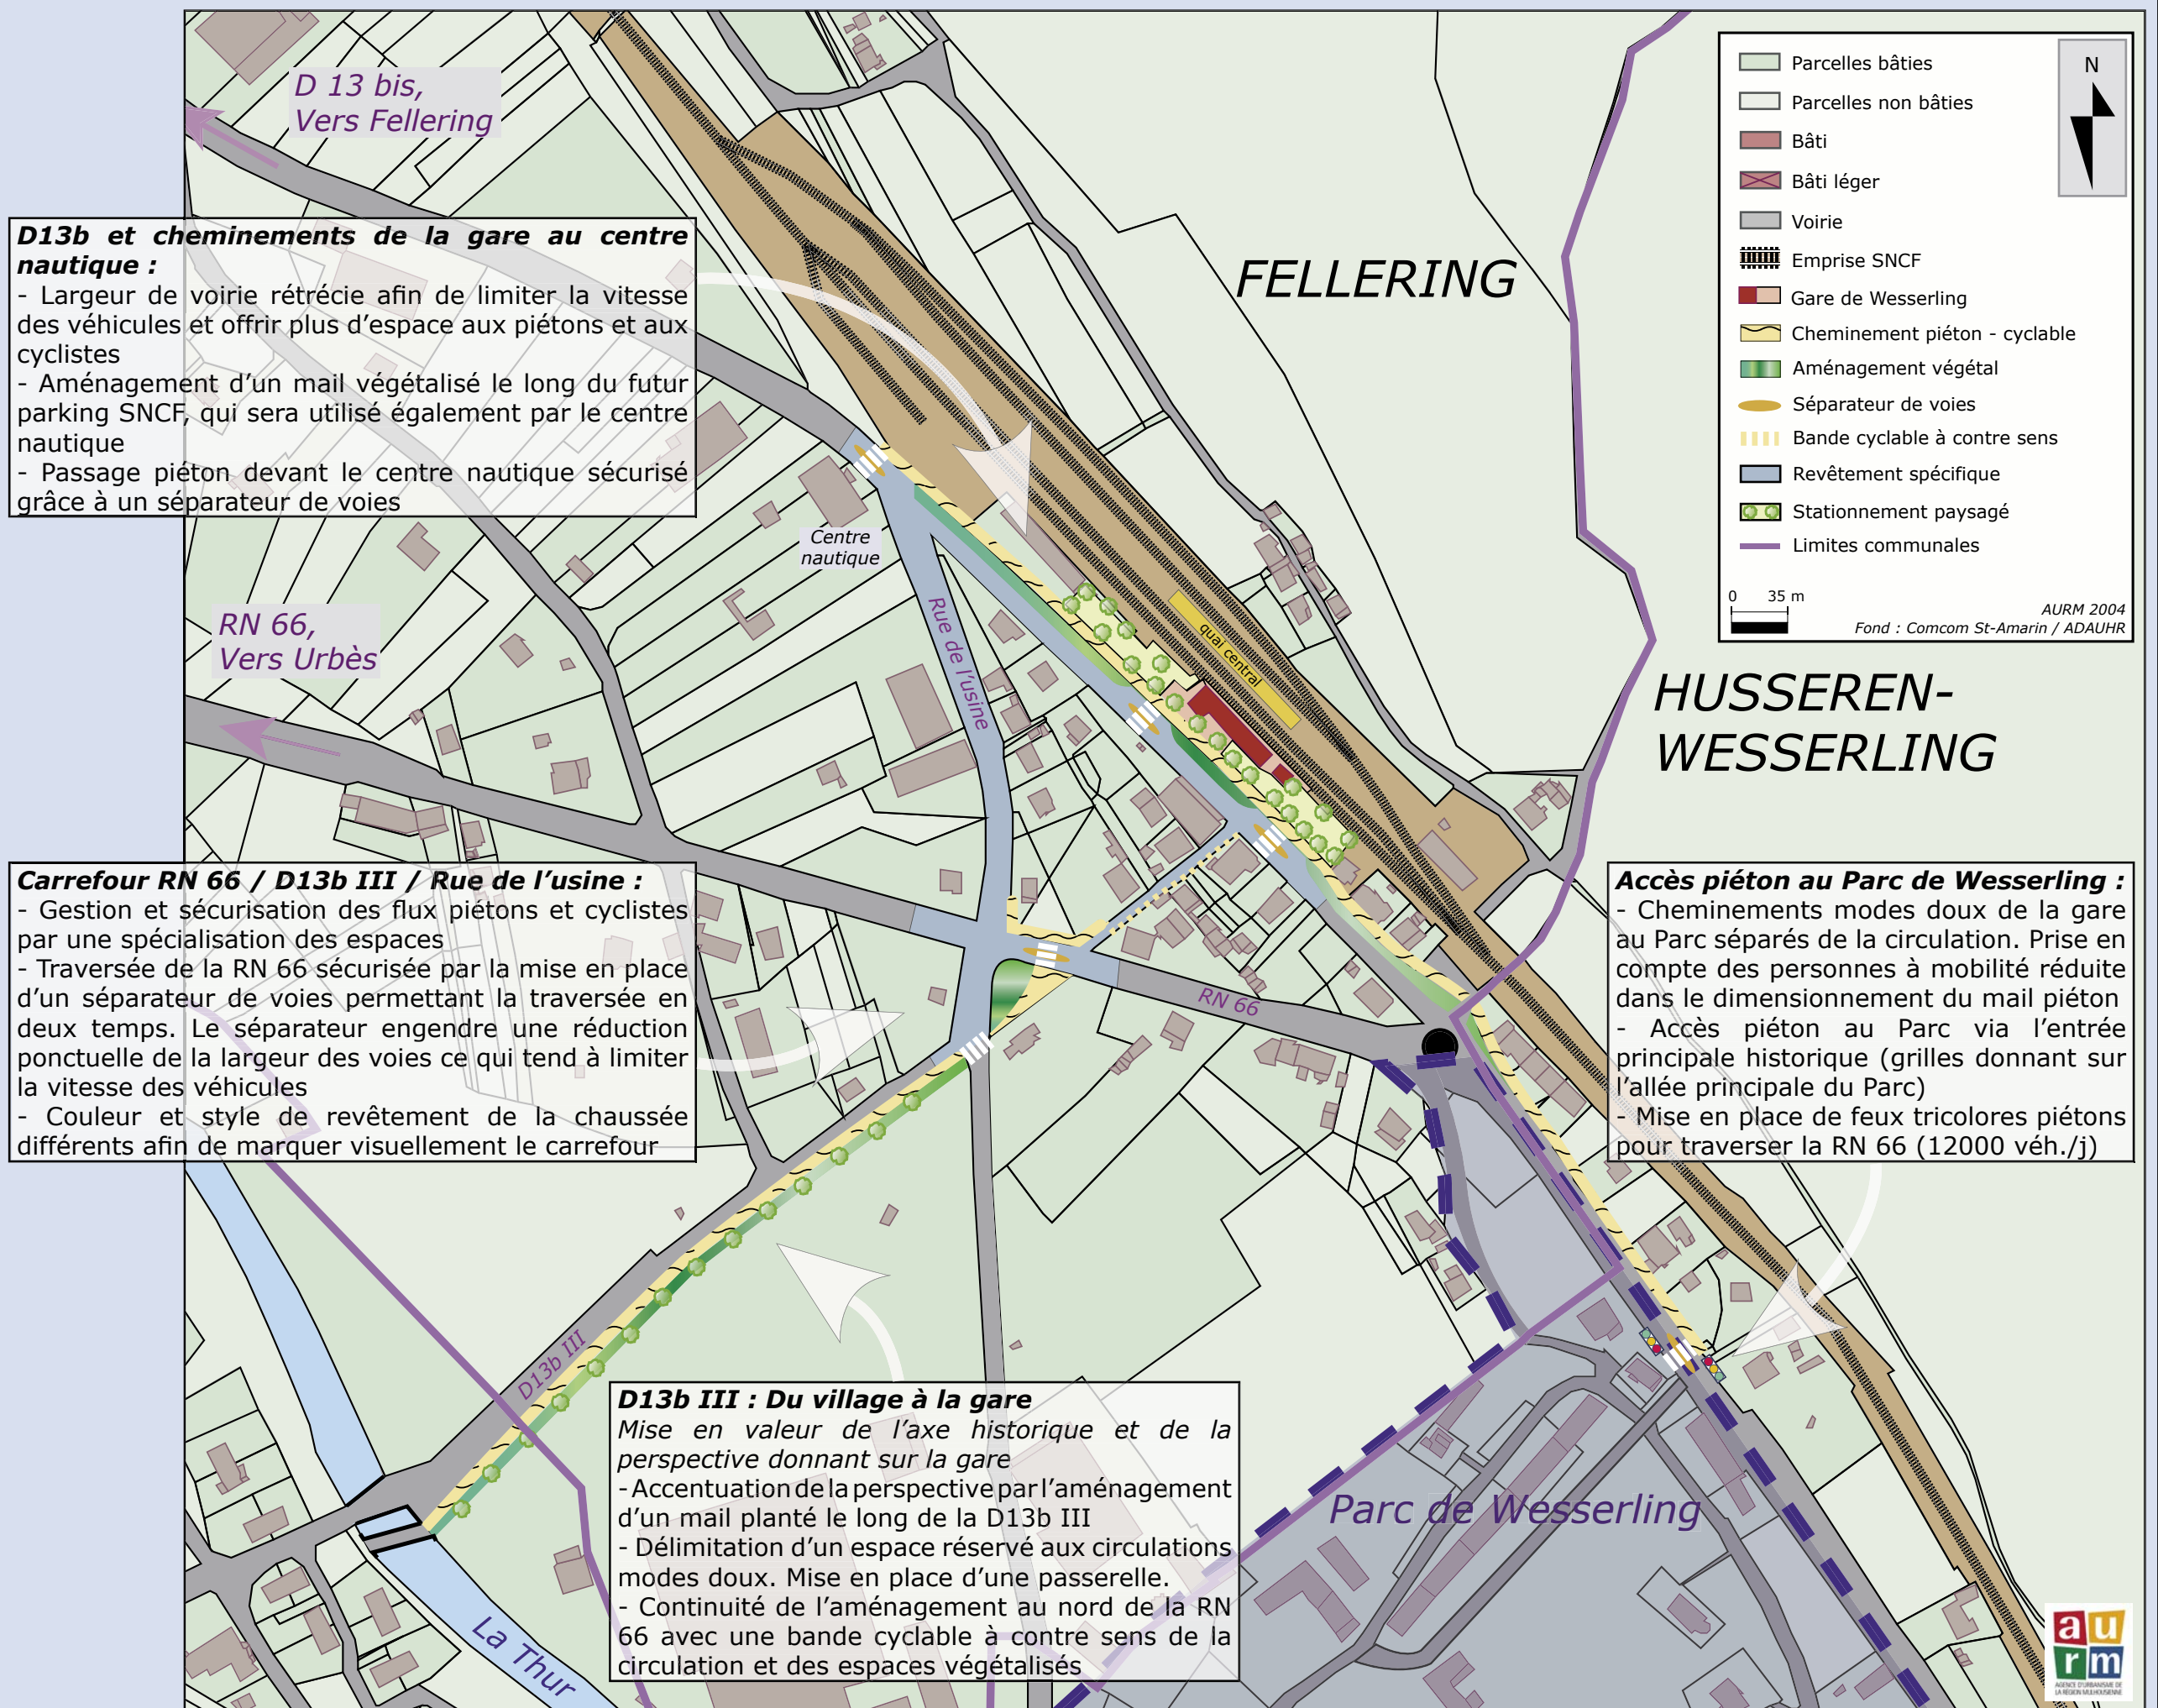 D 13 bis,
Vers Fellering
D13b et cheminements de la gare au centre
nautique :
- Largeur de voirie rétrécie afin de limiter la vitesse
des véhicules et offrir plus d’espace aux piétons et aux
cyclistes
- Aménagement d’un mail végétalisé le long du futur
parking SNCF, qui sera utilisé également par le centre
nautique
- Passage piéton devant le centre nautique sécurisé
grâce à un séparateur de voies
FELLERING
Parcelles bâties
Parcelles non bâties
Bâti
Bâti léger
Voirie
Emprise SNCF
Gare de Wesserling
Cheminement piéton - cyclable
Aménagement végétal
Séparateur de voies
Bande cyclable à contre sens
Revêtement spécifique
Stationnement paysagé
Limites communales
N
0 35 m
AURM 2004
Fond : Comcom St-Amarin / ADAUHR
Centre
nautique
Rue de l'usine
quai central
RN 66,
Vers Urbès
HUSSEREN-
WESSERLING
Carrefour RN 66 / D13b III / Rue de l’usine :
- Gestion et sécurisation des flux piétons et cyclistes
par une spécialisation des espaces
- Traversée de la RN 66 sécurisée par la mise en place
d’un séparateur de voies permettant la traversée en
deux temps. Le séparateur engendre une réduction
ponctuelle de la largeur des voies ce qui tend à limiter
la vitesse des véhicules
- Couleur et style de revêtement de la chaussée
différents afin de marquer visuellement le carrefour
RN 66
Accès piéton au Parc de Wesserling :
- Cheminements modes doux de la gare
au Parc séparés de la circulation. Prise en
compte des personnes à mobilité réduite
dans le dimensionnement du mail piéton
- Accès piéton au Parc via l’entrée
principale historique (grilles donnant sur
l’allée principale du Parc)
- Mise en place de feux tricolores piétons
pour traverser la RN 66 (12000 véh./j)
D13b III
D13b III : Du village à la gare
Mise en valeur de l’axe historique et de la
perspective donnant sur la gare
- Accentuation de la perspective par l’aménagement
d’un mail planté le long de la D13b III
- Délimitation d’un espace réservé aux circulations
modes doux. Mise en place d’une passerelle.
- Continuité de l’aménagement au nord de la RN
66 avec une bande cyclable à contre sens de la
circulation et des espaces végétalisés
Parc de Wesserling
La Thur
au
rm
AGENCE D'URBANISME DE
LA RÉGION MULHOUSIENNE